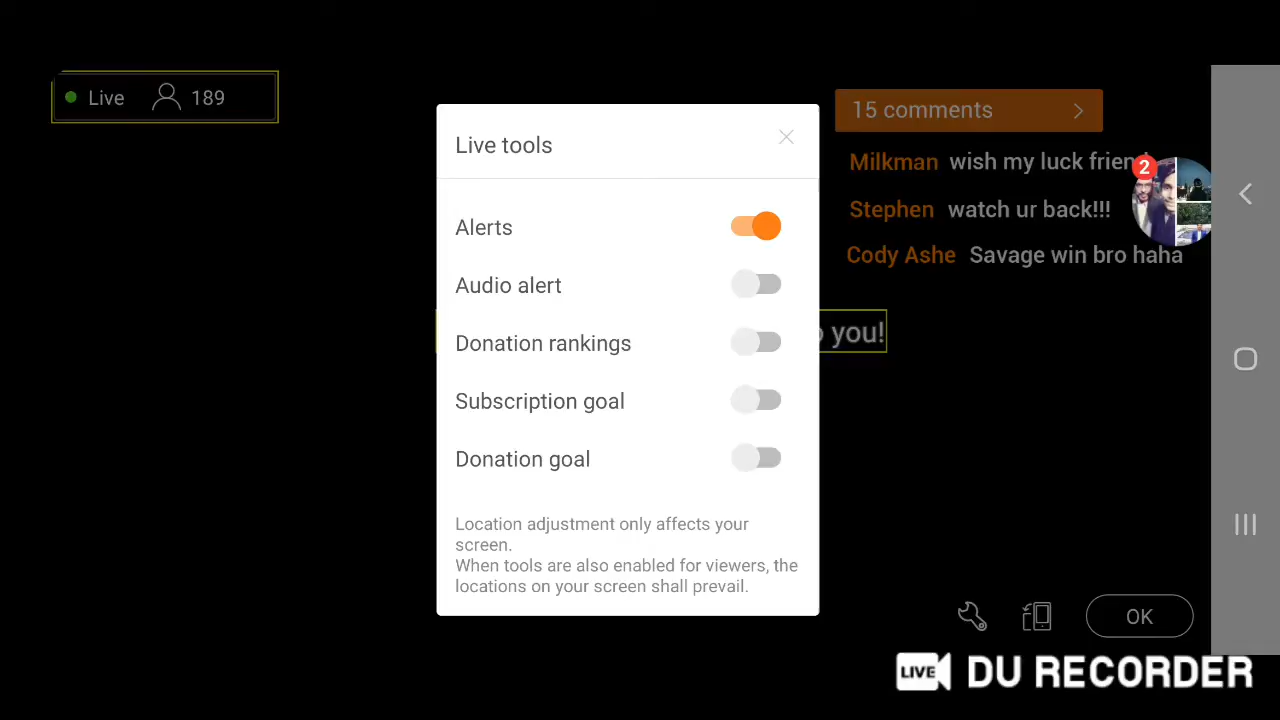 Live 189
Live tools
Alerts
Audio alert
Donation rankings
Subscription goal
Donation goal
Location adjustment only affects your
screen.
When tools are also enabled for viewers, the
locations on your screen shall prevail.
15 comments
Milkman wish my luck friend
2
Stephen watch ur back!!!
Cody Ashe Savage win bro haha
you!
OK
LIVE DU RECORDER